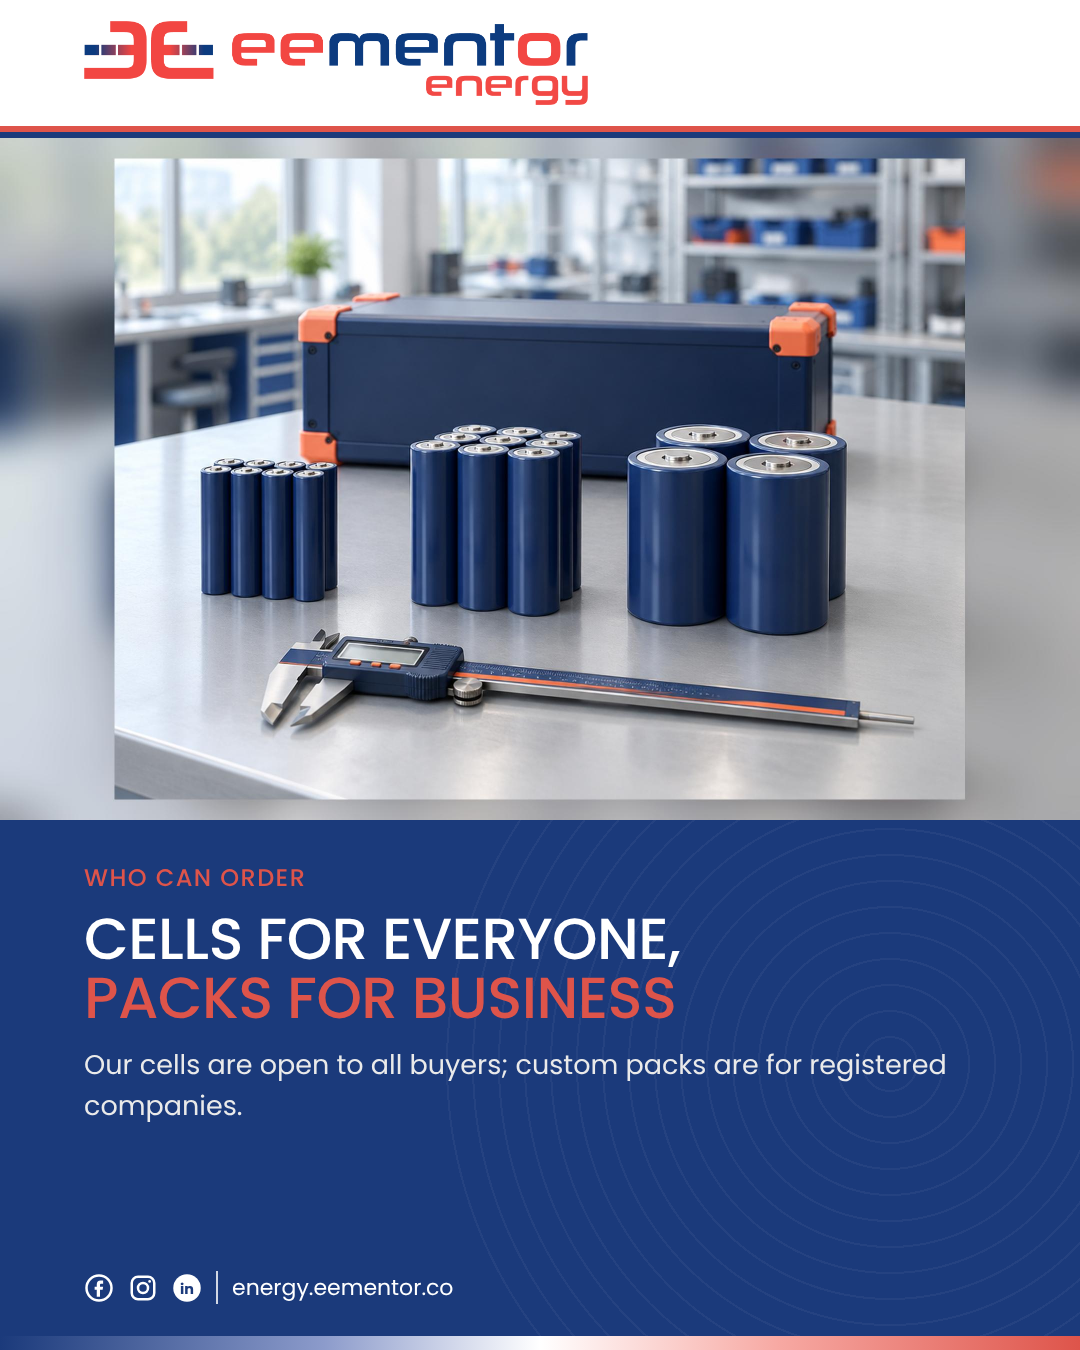 eementor
energy
WHO CAN ORDER
CELLS FOR EVERYONE,
PACKS FOR BUSINESS
Our cells are open to all buyers; custom packs are for registered
companies.
energy.eementor.co